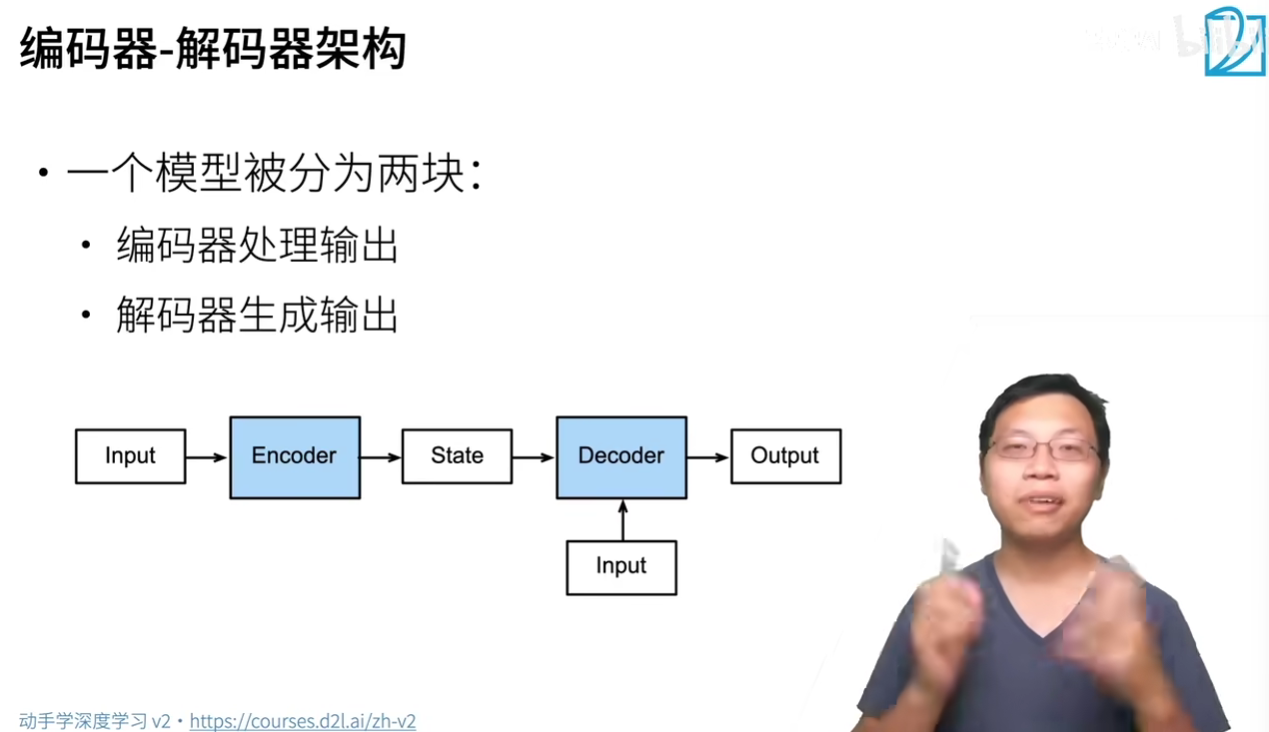 编码器-解码器架构
• 一个模型被分为两块：
• 编码器处理输出
• 解码器生成输出
Input
Encoder
State
Decoder
Output
Input
动手学深度学习 v2 • https://courses.d2l.ai/zh-v2